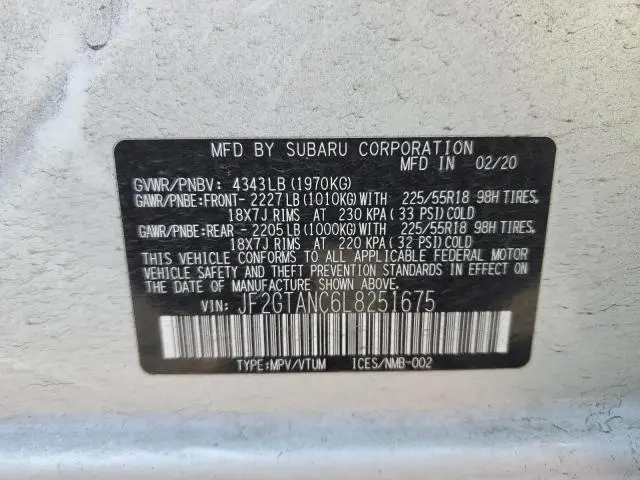 MFD BY SUBARU CORPORATION
MFD IN 02/20
GVWR/PNBV: 4343LB(1970KG)
GAWR/PNBE:FRONT- 2227LB(1010KG)WITH 225/55R18 98H TIRES,
18X7J RIMS AT 230 KPA(33 PSI)COLD
GAWR/PNBE:REAR - 2205LB(1000KG)WITH 225/55R18 98H TIRES,
18X7J RIMS AT 220 KPA(32 PSI)COLD
THIS VEHICLE CONFORMS TO ALL APPLICABLE FEDERAL MOTOR
VEHICLE SAFETY AND THEFT PREVENTION STANDARDS IN EFFECT ON
THE DATE OF MANUFACTURE SHOWN ABOVE.
VIN: JF2GTANC6L8251675
TYPE:MPV/VTUM ICES/NMB-002